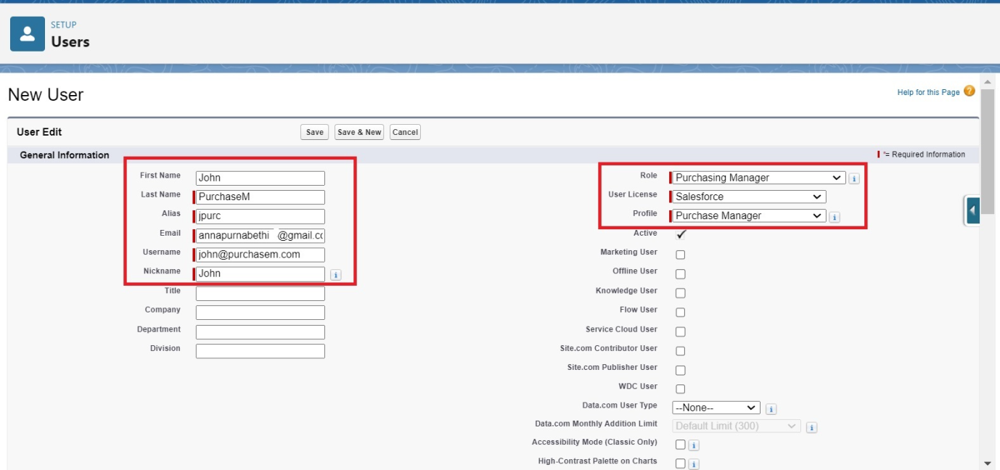 SETUP
Users
New User
Help for this Page ?
User Edit
Save Save & New Cancel
General Information
*= Required Information
First Name John
Last Name PurchaseM
Alias jpurc
Email annapurnabethi @gmail.cc
Username john@purchasem.com
Nickname John i
Title
Company
Department
Division
Role Purchasing Manager i
User License Salesforce
Profile Purchase Manager i
Active
Marketing User
Offline User
Knowledge User
Flow User
Service Cloud User
Site.com Contributor User
Site.com Publisher User
WDC User
Data.com User Type --None-- i
Data.com Monthly Addition Limit Default Limit (300) i
Accessibility Mode (Classic Only) i
High-Contrast Palette on Charts i